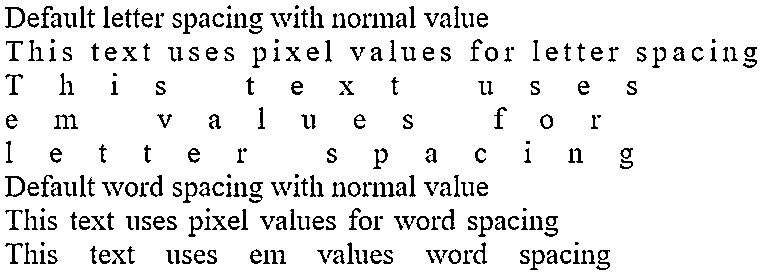 Default letter spacing with normal value
This text uses pixel values for letter spacing
This text uses
em values for
letter spacing
Default word spacing with normal value
This text uses pixel values for word spacing
This text uses em values word spacing